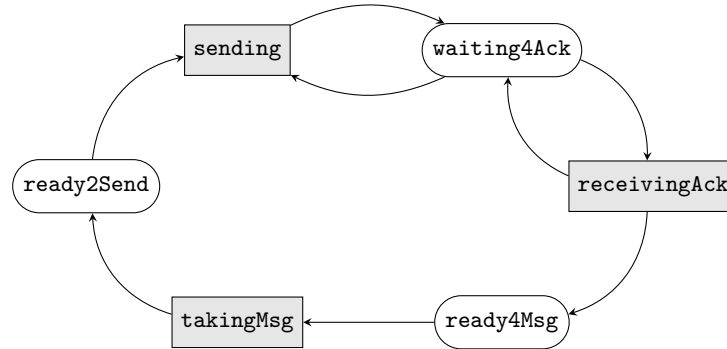 sending
waiting4Ack
ready2Send
receivingAck
takingMsg
ready4Msg